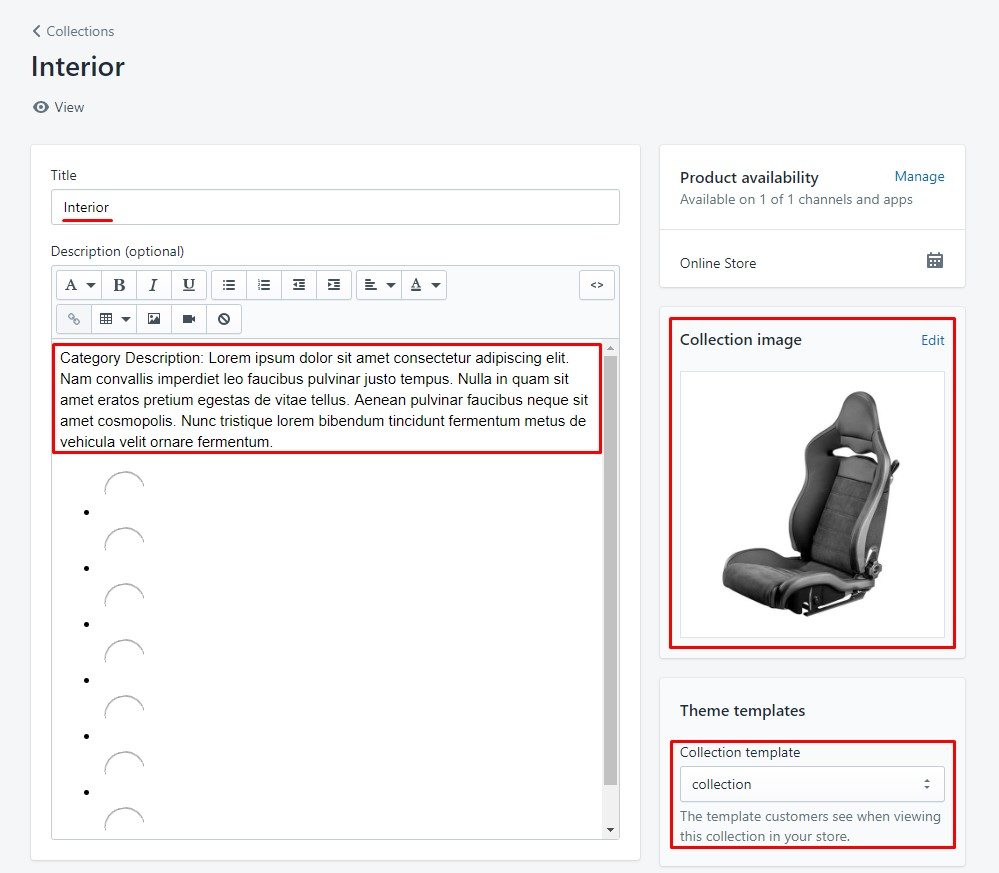 Collections
Interior
View
Title
Interior
Description (optional)
A B I U A <>
Category Description: Lorem ipsum dolor sit amet consectetur adipiscing elit.
Nam convallis imperdiet leo faucibus pulvinar justo tempus. Nulla in quam sit
amet eratos pretium egestas de vitae tellus. Aenean pulvinar faucibus neque sit
amet cosmopolis. Nunc tristique lorem bibendum tincidunt fermentum metus de
vehicula velit ornare fermentum.
Product availability Manage
Available on 1 of 1 channels and apps
Online Store
Collection image Edit
Theme templates
Collection template
collection
The template customers see when viewing
this collection in your store.